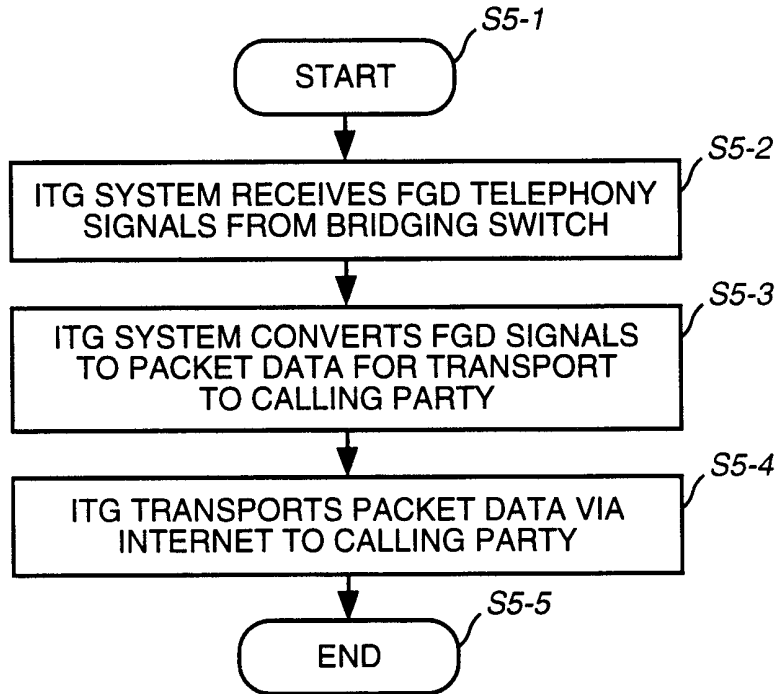 S5-1
START
S5-2
ITG SYSTEM RECEIVES FGD TELEPHONY
SIGNALS FROM BRIDGING SWITCH
S5-3
ITG SYSTEM CONVERTS FGD SIGNALS
TO PACKET DATA FOR TRANSPORT
TO CALLING PARTY
S5-4
ITG TRANSPORTS PACKET DATA VIA
INTERNET TO CALLING PARTY
S5-5
END